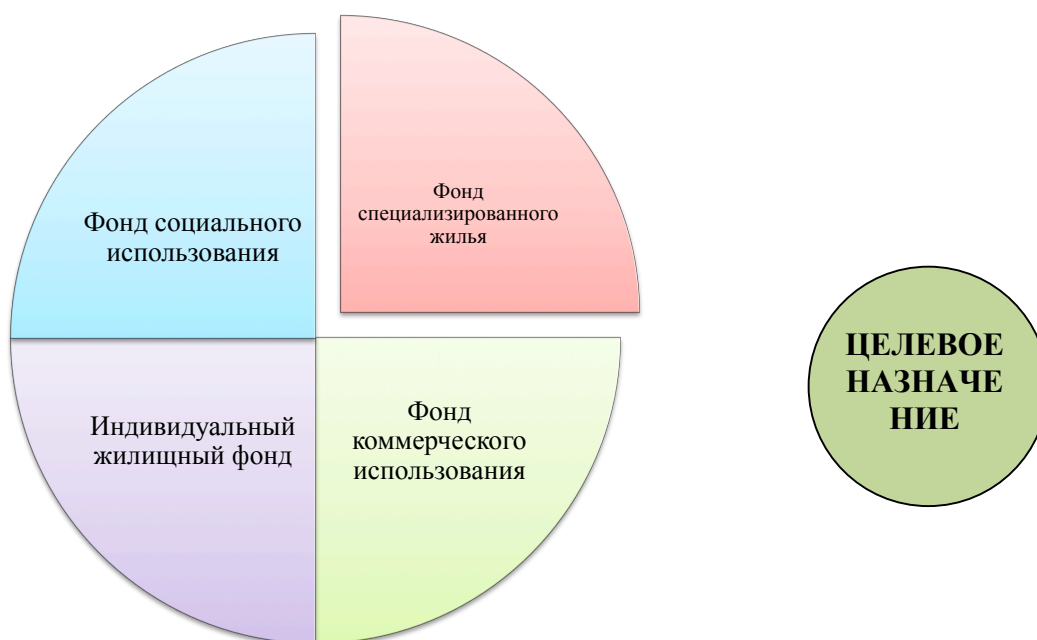 Фонд социального
использования
Фонд
специализированного
жилья
Индивидуальный
жилищный фонд
Фонд
коммерческого
использования
ЦЕЛЕВОЕ
НАЗНАЧЕ
НИЕ